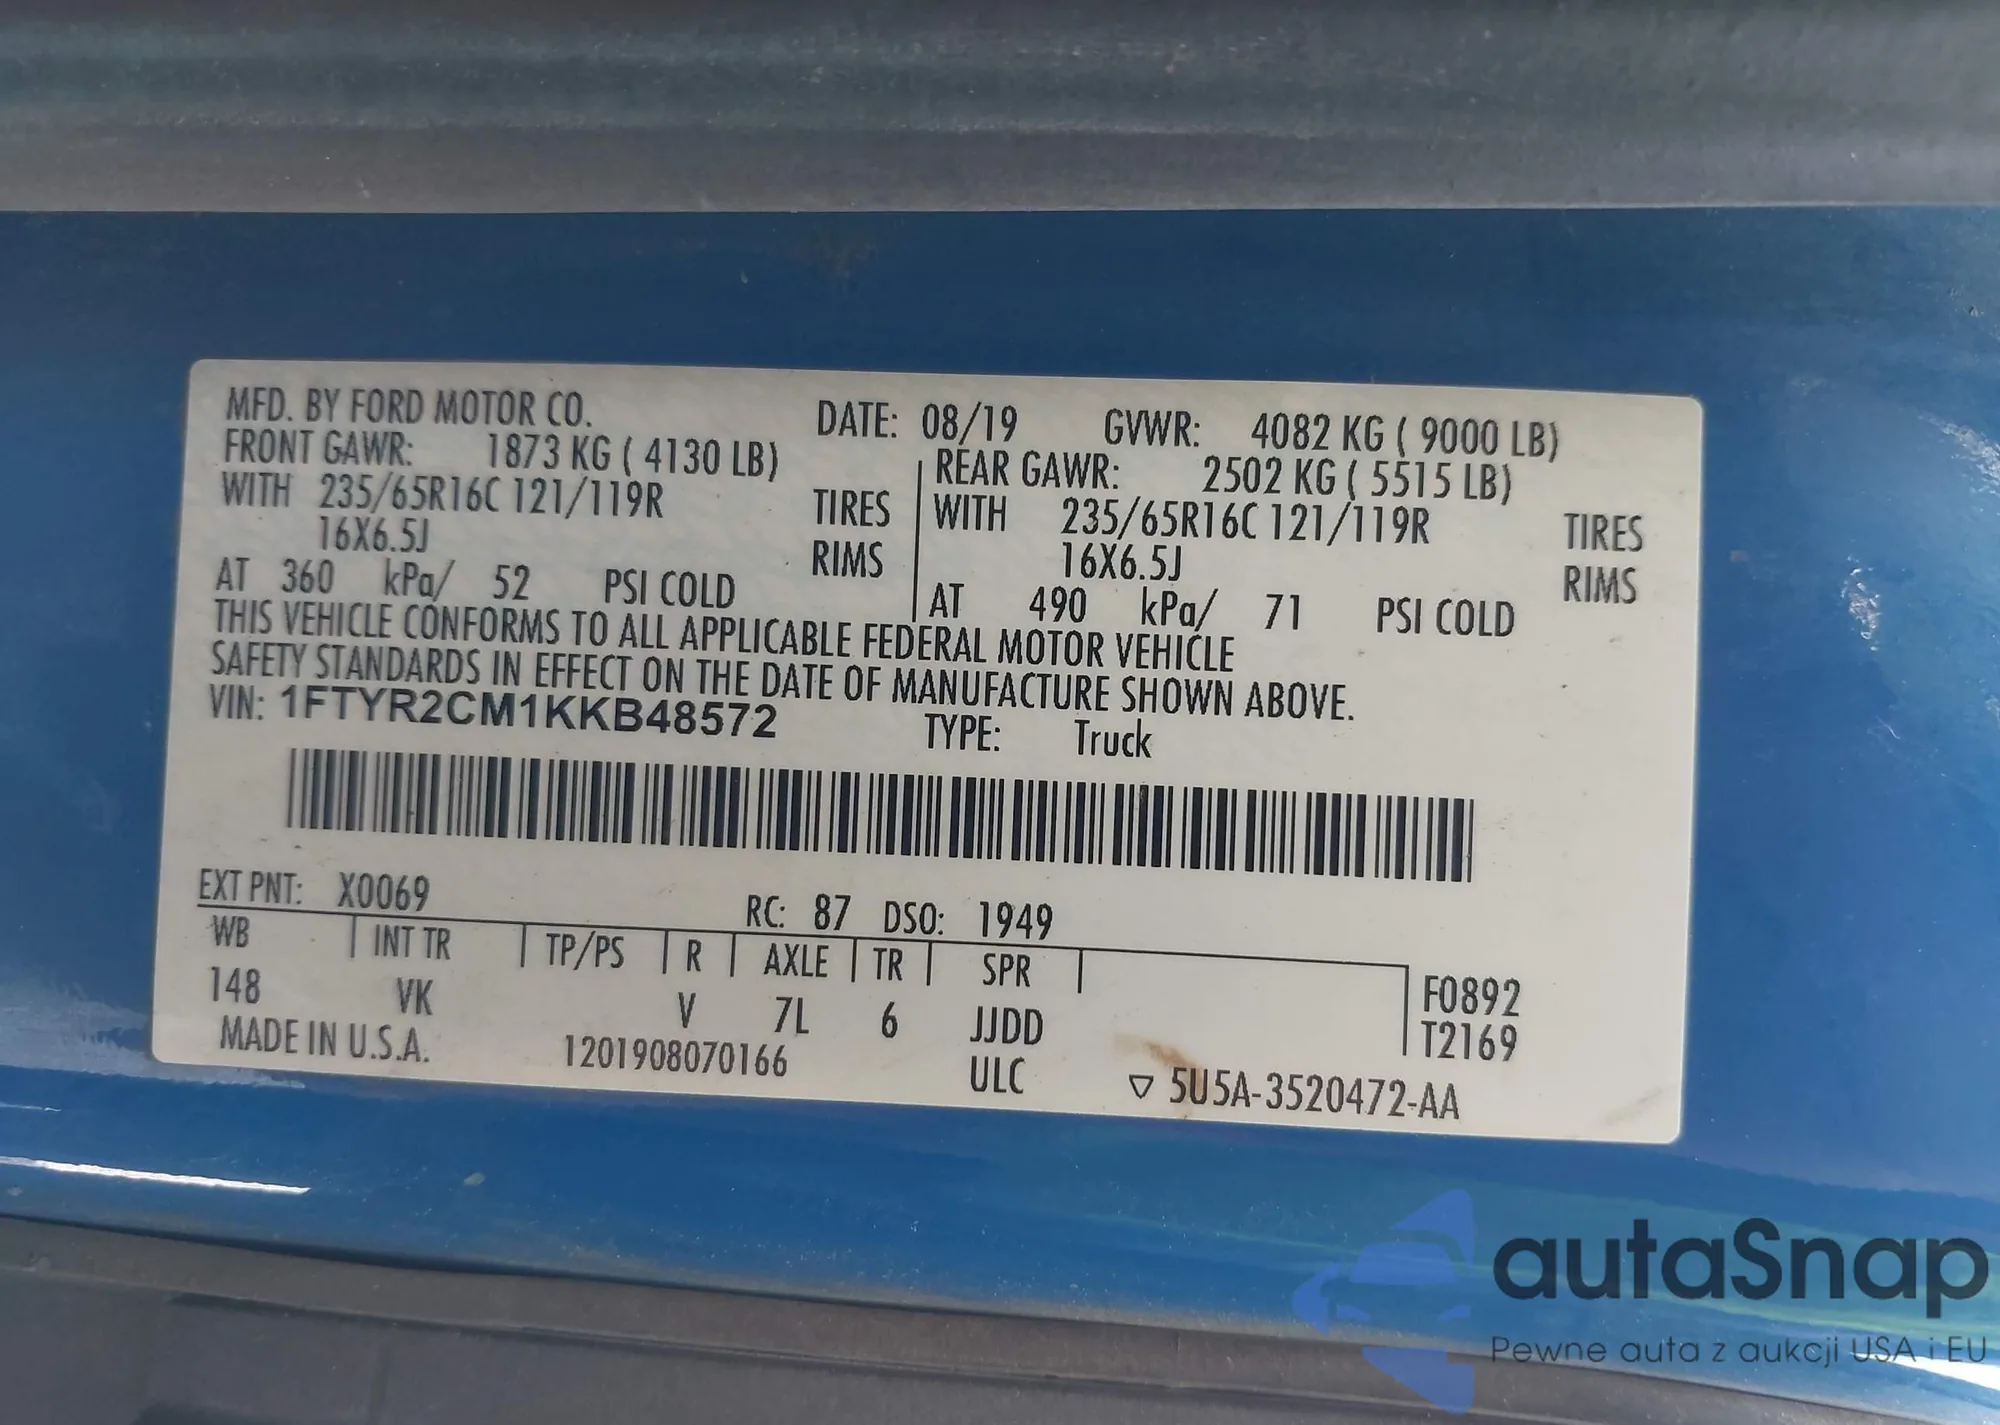 MFD. BY FORD MOTOR CO. DATE: 08/19 GVWR: 4082 KG ( 9000 LB)
FRONT GAWR: 1873 KG ( 4130 LB) REAR GAWR: 2502 KG ( 5515 LB)
WITH 235/65R16C 121/119R TIRES WITH 235/65R16C 121/119R TIRES
16X6.5J RIMS 16X6.5J RIMS
AT 360 kPa/ 52 PSI COLD AT 490 kPa/ 71 PSI COLD
THIS VEHICLE CONFORMS TO ALL APPLICABLE FEDERAL MOTOR VEHICLE
SAFETY STANDARDS IN EFFECT ON THE DATE OF MANUFACTURE SHOWN ABOVE.
VIN: 1FTYR2CM1KKB48572 TYPE: Truck
EXT PNT: X0069 RC: 87 DSO: 1949
WB INT TR TP/PS R AXLE TR SPR F0892
148 VK V 7L 6 JJDD T2169
MADE IN U.S.A. 1201908070166 ULC ▽ 5U5A-3520472-AA
autaSnap
Pewne auta z aukcji USA i EU